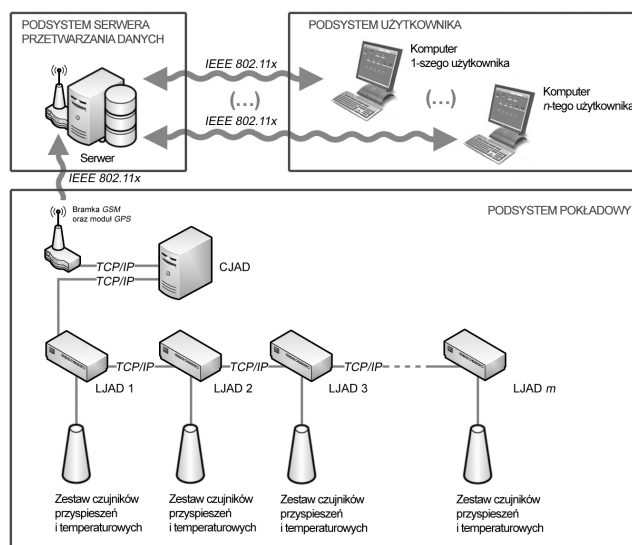 PODSYSTEM SERWERA
PRZETWARZANIA DANYCH
PODSYSTEM UŻYTKOWNIKA
IEEE 802.11x
(...)
IEEE 802.11x
Serwer
Komputer
1-szego użytkownika
(...)
Komputer
n-tego użytkownika
IEEE 802.11x
PODSYSTEM POKŁADOWY
Bramka GSM
oraz moduł GPS
TCP/IP
TCP/IP
CJAD
TCP/IP
TCP/IP
TCP/IP
LJAD 1
LJAD 2
LJAD 3
LJAD m
Zestaw czujników
przyspieszeń
i temperaturowych
Zestaw czujników
przyspieszeń
i temperaturowych
Zestaw czujników
przyspieszeń
i temperaturowych
Zestaw czujników
przyspieszeń
i temperaturowych